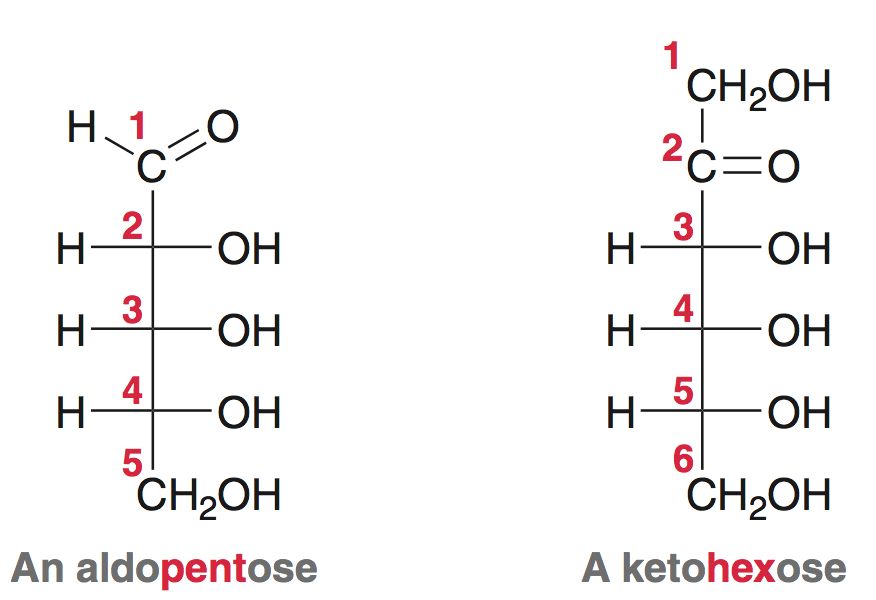 H 1 O
C
2
H OH
3
H OH
4
H OH
5
CH₂OH
An aldopentose
1
CH₂OH
2
C O
3
H OH
4
H OH
5
H OH
6
CH₂OH
A ketohexose